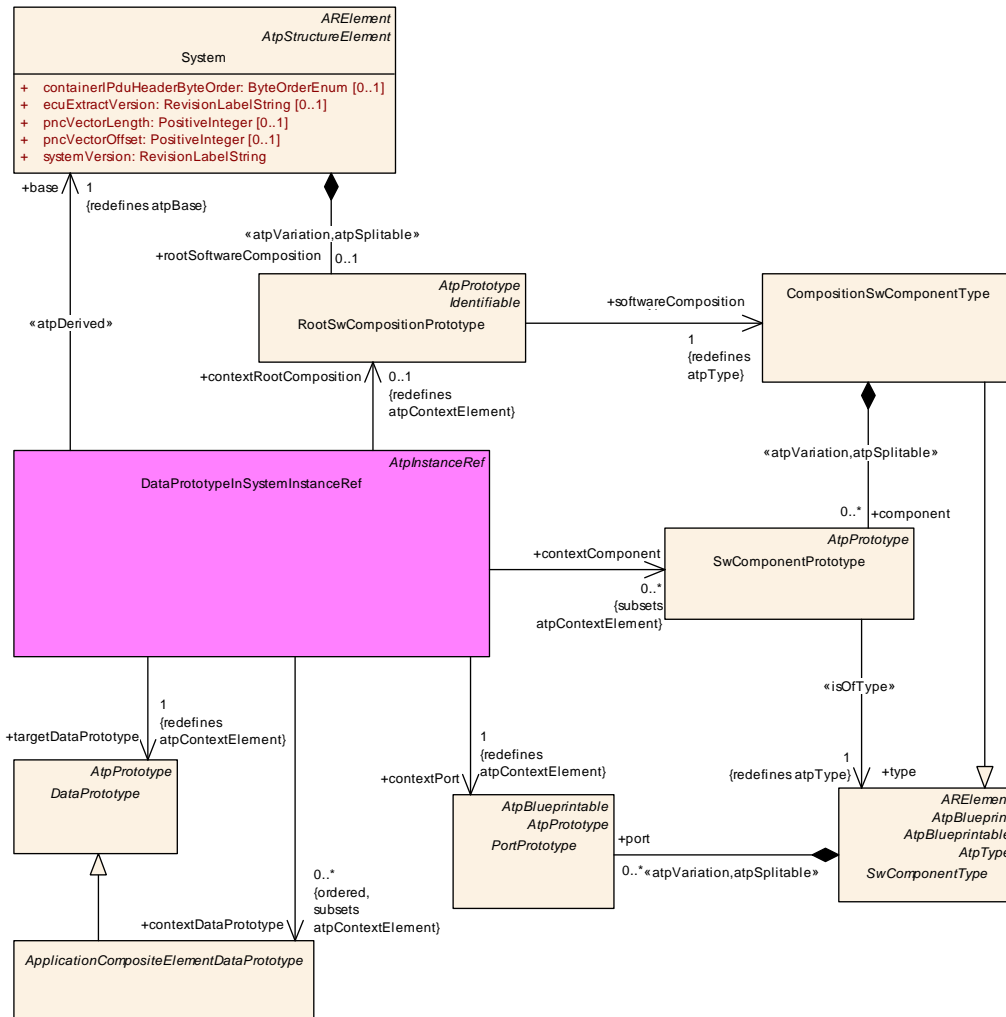 ARElement
AtpStructureElement
System
+ containerIPduHeaderByteOrder: ByteOrderEnum [0..1]
+ ecuExtractVersion: RevisionLabelString [0..1]
+ pncVectorLength: PositiveInteger [0..1]
+ pncVectorOffset: PositiveInteger [0..1]
+ systemVersion: RevisionLabelString
+base
1
{redefines atpBase}
«atpVariation,atpSplitable»
+rootSoftwareComposition
0..1
AtpPrototype
Identifiable
RootSwCompositionPrototype
+softwareComposition
1
{redefines
atpType}
CompositionSwComponentType
«atpDerived»
+contextRootComposition
0..1
{redefines
atpContextElement}
«atpVariation,atpSplitable»
0..*
+component
AtpInstanceRef
DataPrototypeInSystemInstanceRef
+contextComponent
0..*
{subsets
atpContextElement}
AtpPrototype
SwComponentPrototype
«isOfType»
1
{redefines atpType}
+type
1
{redefines
atpContextElement}
+targetDataPrototype
AtpPrototype
DataPrototype
1
{redefines
atpContextElement}
+contextPort
AtpBlueprintable
AtpPrototype
PortPrototype
+port
0..*
«atpVariation,atpSplitable»
ARElement
AtpBlueprint
AtpBlueprintable
AtpType
SwComponentType
0..*
{ordered,
subsets
atpContextElement}
+contextDataPrototype
ApplicationCompositeElementDataPrototype